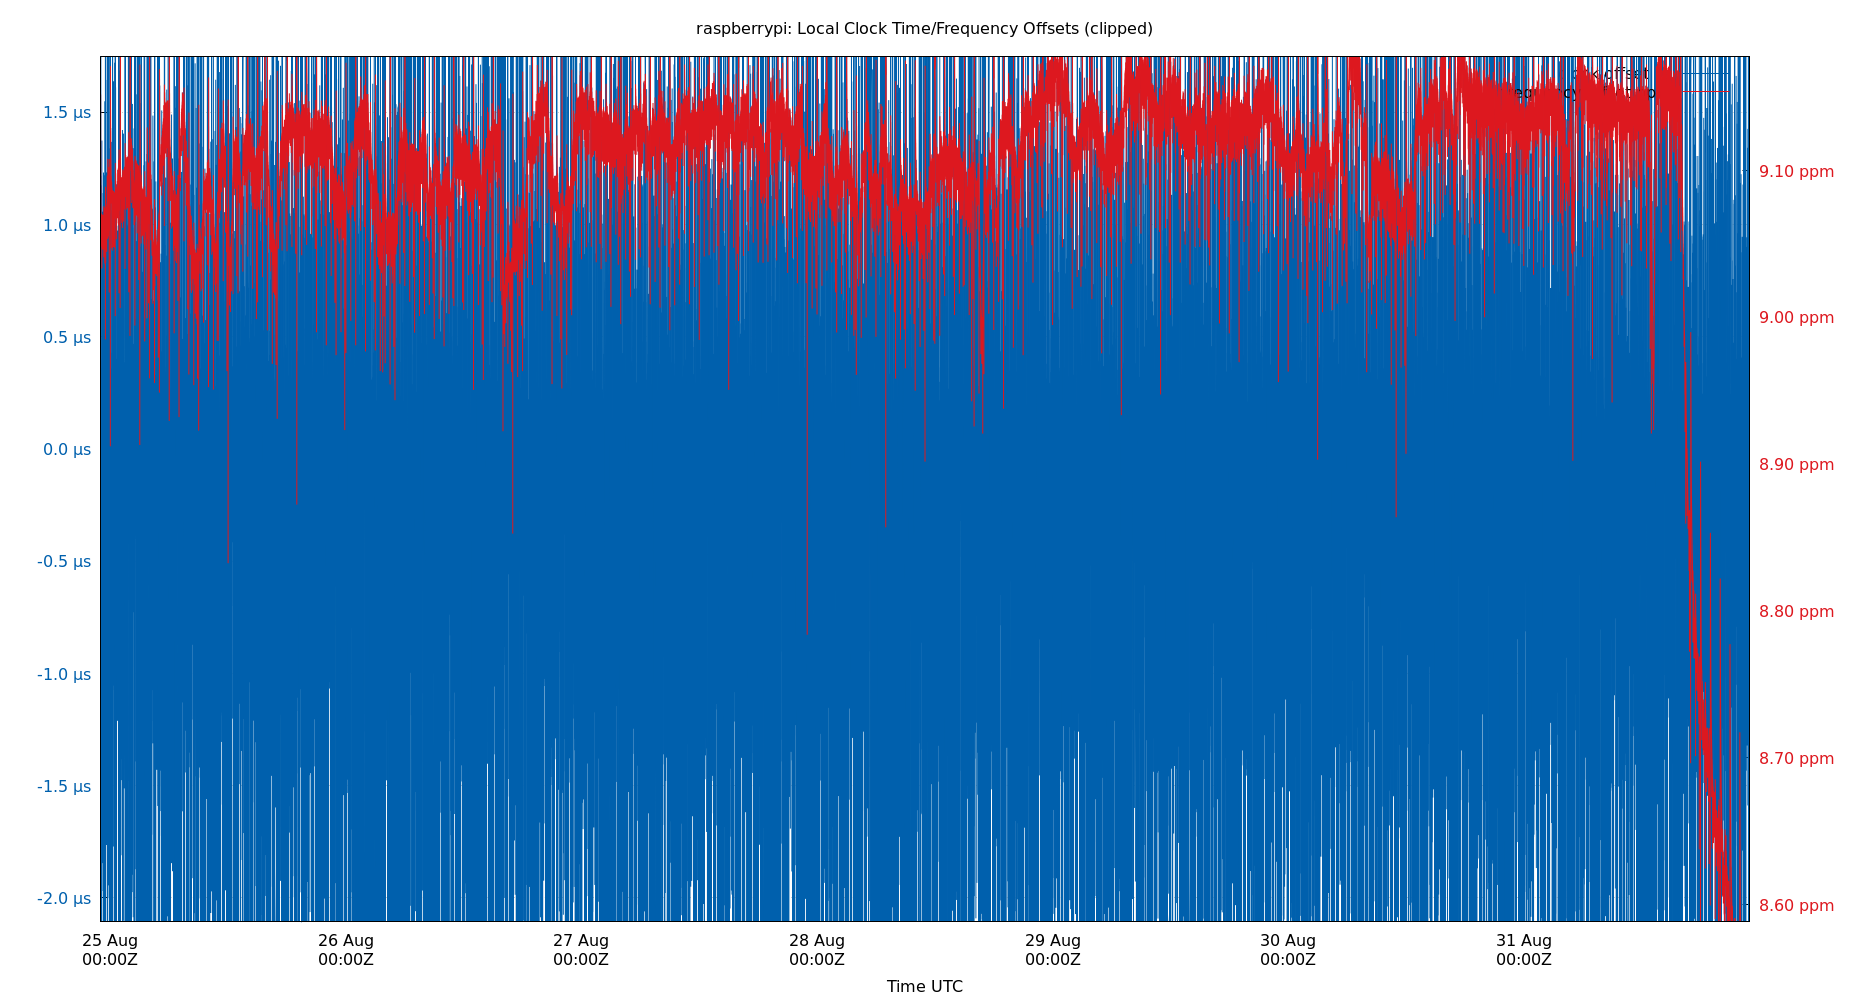 raspberrypi: Local Clock Time/Frequency Offsets (clipped)
1.5 µs
1.0 µs
0.5 µs
0.0 µs
-0.5 µs
-1.0 µs
-1.5 µs
-2.0 µs
9.10 ppm
9.00 ppm
8.90 ppm
8.80 ppm
8.70 ppm
8.60 ppm
25 Aug
00:00Z
26 Aug
00:00Z
27 Aug
00:00Z
28 Aug
00:00Z
29 Aug
00:00Z
30 Aug
00:00Z
31 Aug
00:00Z
Time UTC